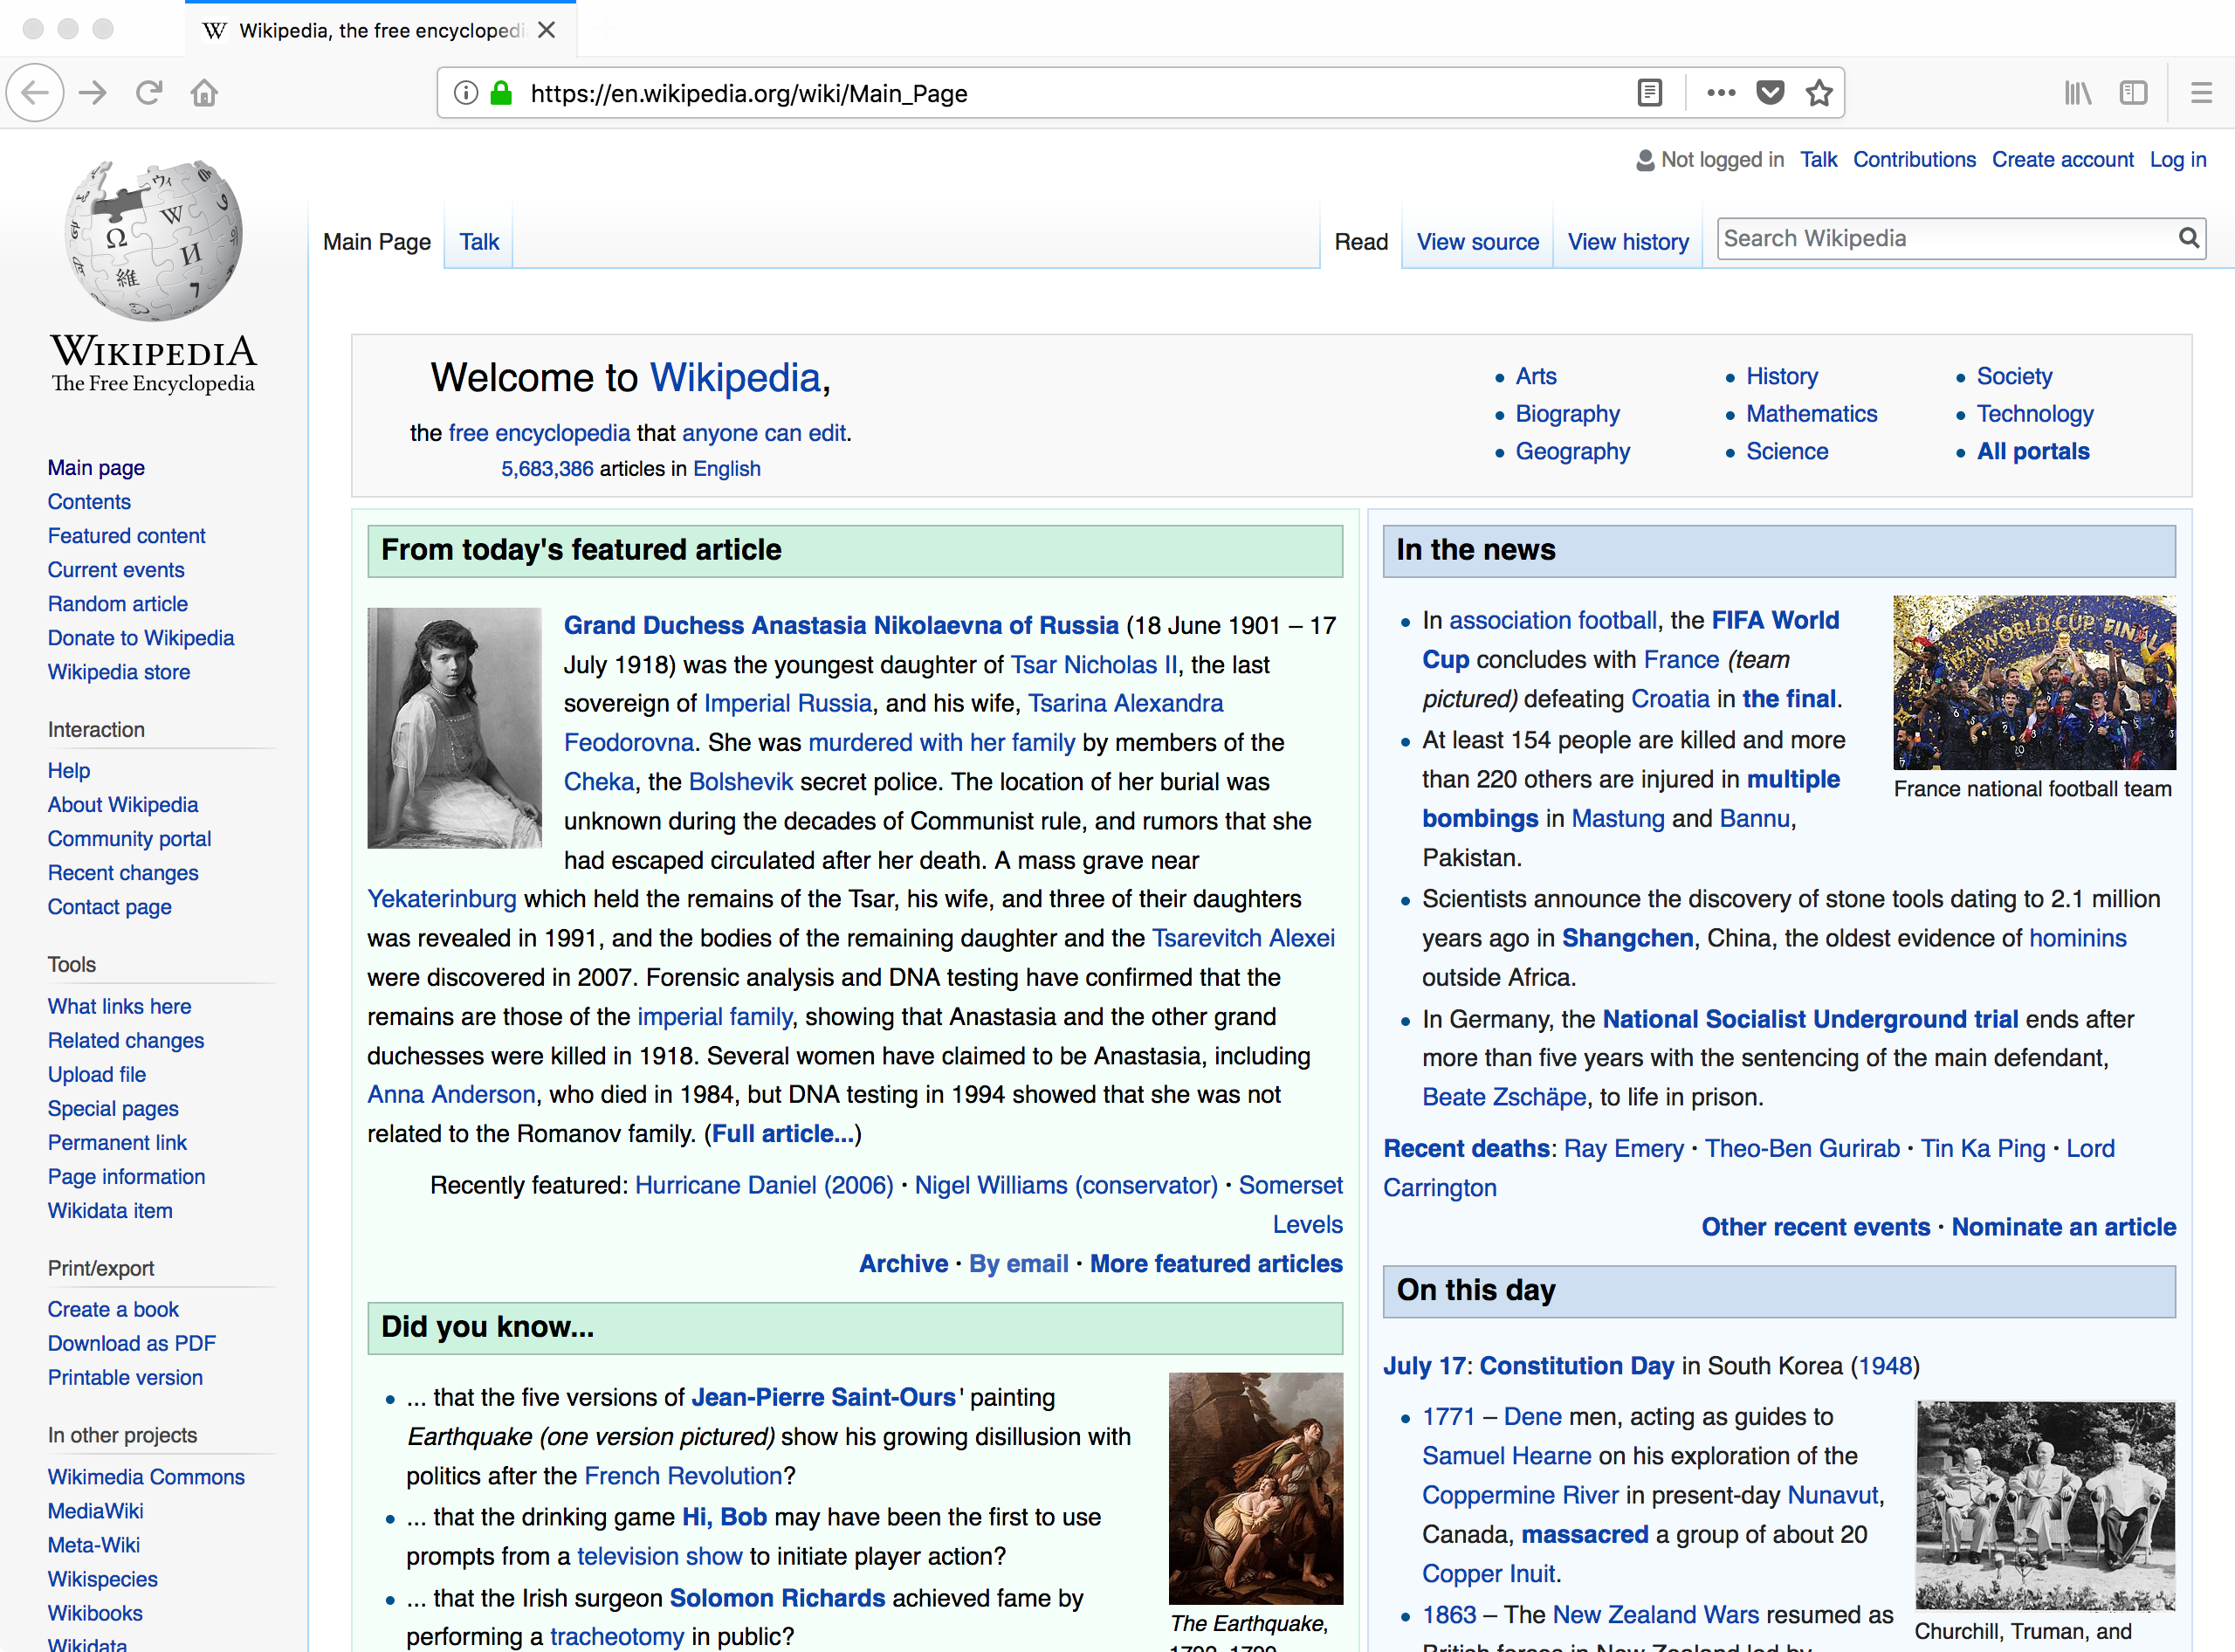 Wikipedia, the free encyclopedi
https://en.wikipedia.org/wiki/Main_Page
Not logged in Talk Contributions Create account Log in
Main Page Talk Read View source View history Search Wikipedia
WIKIPEDIA
The Free Encyclopedia
Main page
Contents
Featured content
Current events
Random article
Donate to Wikipedia
Wikipedia store
Interaction
Help
About Wikipedia
Community portal
Recent changes
Contact page
Tools
What links here
Related changes
Upload file
Special pages
Permanent link
Page information
Wikidata item
Print/export
Create a book
Download as PDF
Printable version
In other projects
Wikimedia Commons
MediaWiki
Meta-Wiki
Wikispecies
Wikibooks
Wikidata
Welcome to Wikipedia,
the free encyclopedia that anyone can edit.
5,683,386 articles in English
Arts
Biography
Geography
History
Mathematics
Science
Society
Technology
All portals
From today's featured article
Grand Duchess Anastasia Nikolaevna of Russia (18 June 1901 – 17
July 1918) was the youngest daughter of Tsar Nicholas II, the last
sovereign of Imperial Russia, and his wife, Tsarina Alexandra
Feodorovna. She was murdered with her family by members of the
Cheka, the Bolshevik secret police. The location of her burial was
unknown during the decades of Communist rule, and rumors that she
had escaped circulated after her death. A mass grave near
Yekaterinburg which held the remains of the Tsar, his wife, and three of their daughters
was revealed in 1991, and the bodies of the remaining daughter and the Tsarevitch Alexei
were discovered in 2007. Forensic analysis and DNA testing have confirmed that the
remains are those of the imperial family, showing that Anastasia and the other grand
duchesses were killed in 1918. Several women have claimed to be Anastasia, including
Anna Anderson, who died in 1984, but DNA testing in 1994 showed that she was not
related to the Romanov family. (Full article...)
Recently featured: Hurricane Daniel (2006) · Nigel Williams (conservator) · Somerset
Levels
Archive · By email · More featured articles
Did you know...
... that the five versions of Jean-Pierre Saint-Ours' painting
Earthquake (one version pictured) show his growing disillusion with
politics after the French Revolution?
... that the drinking game Hi, Bob may have been the first to use
prompts from a television show to initiate player action?
... that the Irish surgeon Solomon Richards achieved fame by
performing a tracheotomy in public?
The Earthquake,
In the news
In association football, the FIFA World
Cup concludes with France (team
pictured) defeating Croatia in the final.
At least 154 people are killed and more
than 220 others are injured in multiple
bombings in Mastung and Bannu,
Pakistan.
France national football team
Scientists announce the discovery of stone tools dating to 2.1 million
years ago in Shangchen, China, the oldest evidence of hominins
outside Africa.
In Germany, the National Socialist Underground trial ends after
more than five years with the sentencing of the main defendant,
Beate Zschäpe, to life in prison.
Recent deaths: Ray Emery · Theo-Ben Gurirab · Tin Ka Ping · Lord
Carrington
Other recent events · Nominate an article
On this day
July 17: Constitution Day in South Korea (1948)
1771 – Dene men, acting as guides to
Samuel Hearne on his exploration of the
Coppermine River in present-day Nunavut,
Canada, massacred a group of about 20
Copper Inuit.
1863 – The New Zealand Wars resumed as
British forces in New Zealand led by
Churchill, Truman, and